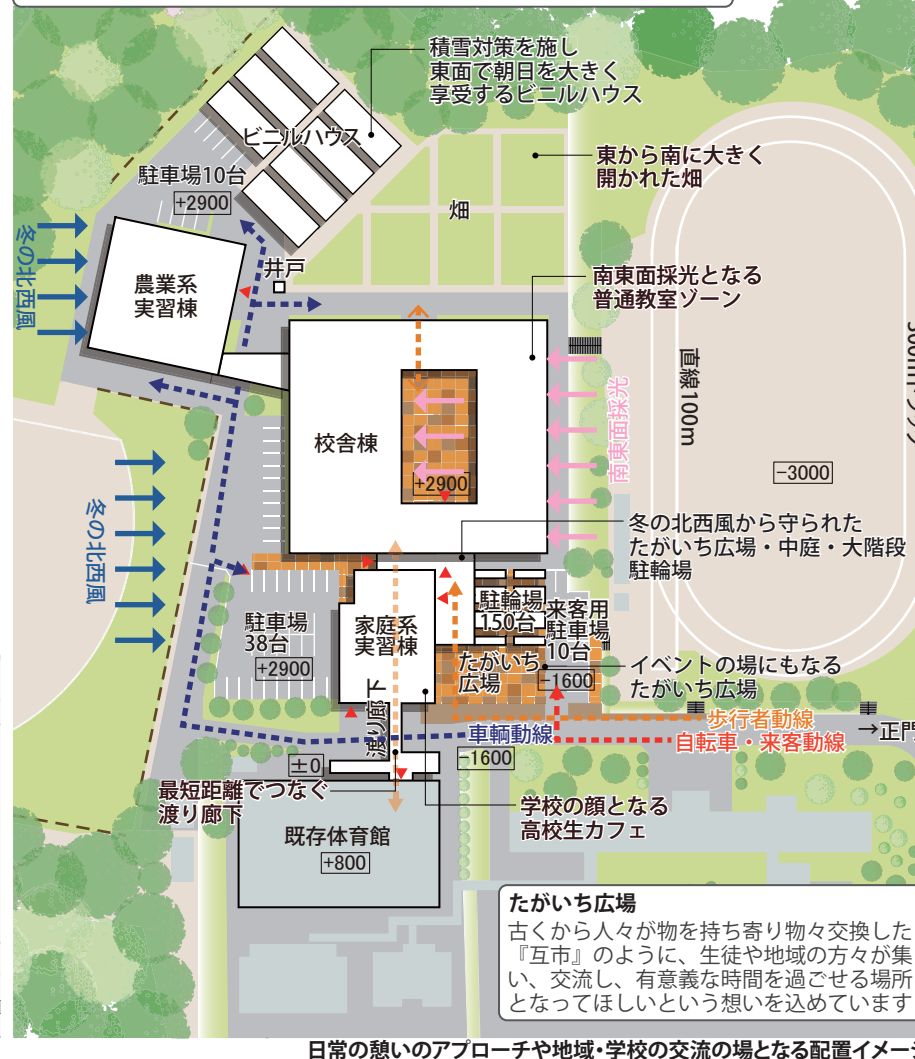 積雪対策を施し
東面で朝日を大きく
享受するビニルハウス
ビニルハウス
東から南に大きく
開かれた畑
駐車場10台
+2900
畑
冬の北西風
農業系
実習棟
井戸
南東面採光となる
普通教室ゾーン
直線100m
南東面採光
校舎棟
+2900
-3000
冬の北西風
冬の北西風から守られた
たがいち広場・中庭・大階段
駐輪場
駐車場
38台
+2900
家庭系
実習棟
駐輪場
150台
来客用
駐車場
10台
-1600
たがいち
広場
イベントの場にもなる
たがいち広場
渡り廊下
車輌動線
歩行者動線
自転車・来客動線
→正門
±0
-1600
最短距離でつなぐ
渡り廊下
学校の顔となる
高校生カフェ
既存体育館
+800
たがいち広場
古くから人々が物を持ち寄り物々交換した
『互市』のように、生徒や地域の方々が集
い、交流し、有意義な時間を過ごせる場所
となってほしいという想いを込めています
日常の憩いのアプローチや地域・学校の交流の場となる配置イメージ